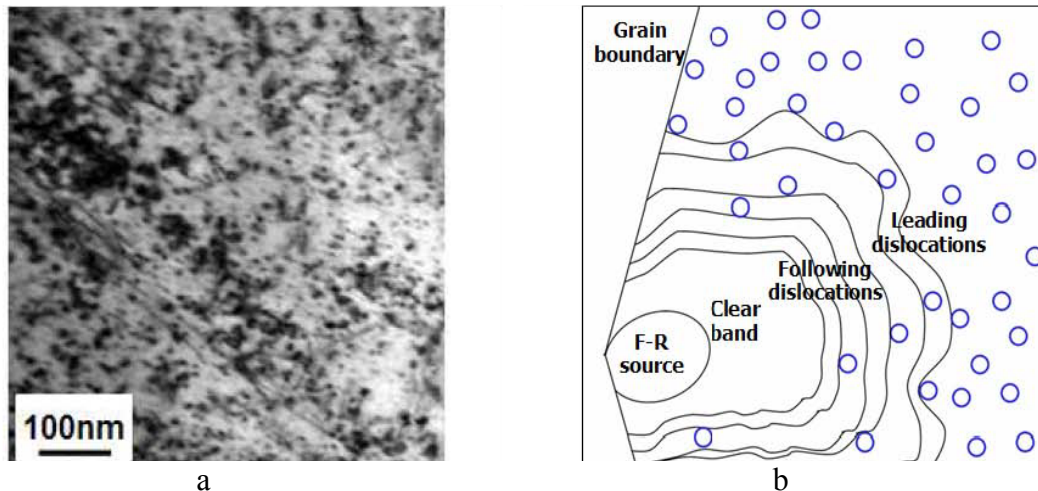 100nm
a
Grain
boundary
Leading
dislocations
Following
dislocations
Clear
band
F-R
source
b